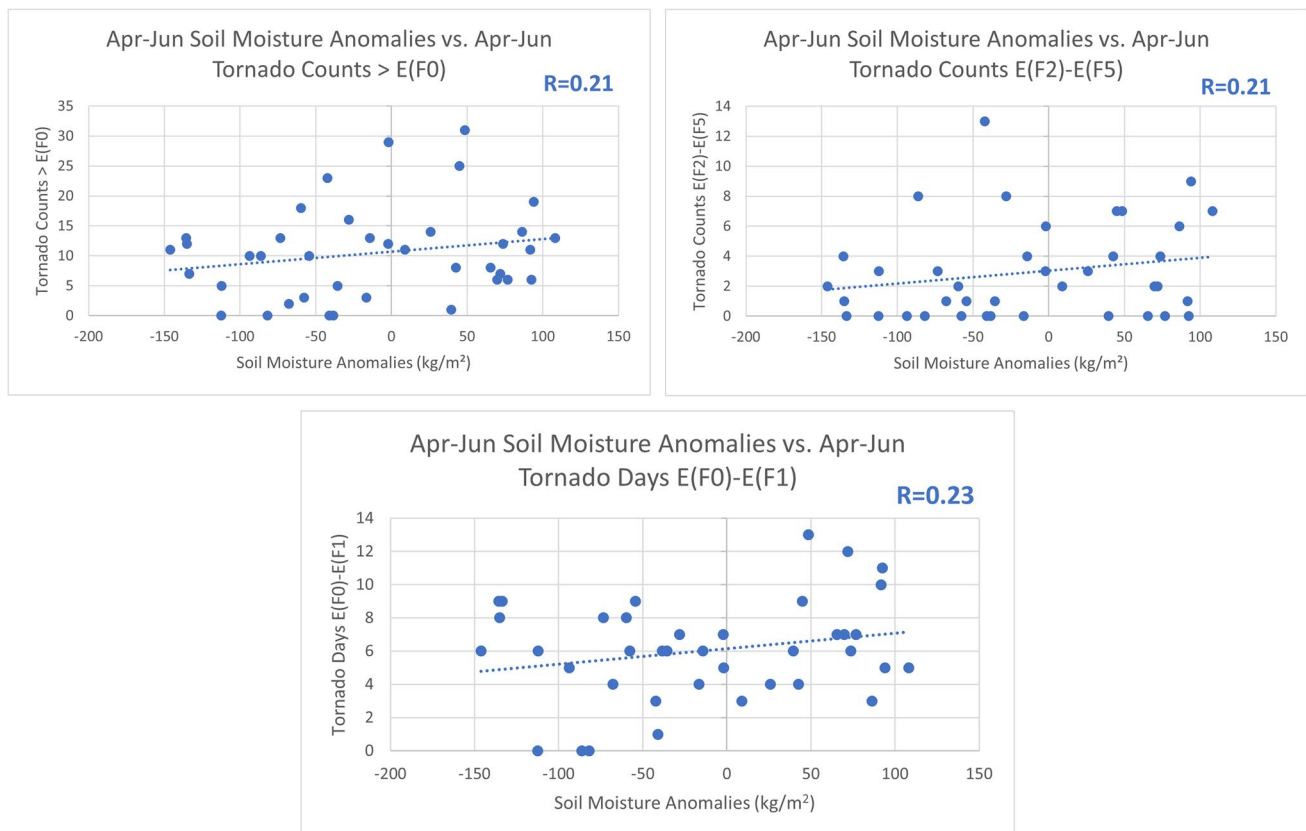 Apr-Jun Soil Moisture Anomalies vs. Apr-Jun
Tornado Counts > E(F0)
R=0.21
Tornado Counts > E(F0)
35
30
25
20
15
10
5
0
-200 -150 -100 -50 0 50 100 150
Soil Moisture Anomalies (kg/m²)
Apr-Jun Soil Moisture Anomalies vs. Apr-Jun
Tornado Counts E(F2)-E(F5)
R=0.21
Tornado Counts E(F2)-E(F5)
14
12
10
8
6
4
2
0
-200 -150 -100 -50 0 50 100 150
Soil Moisture Anomalies (kg/m²)
Apr-Jun Soil Moisture Anomalies vs. Apr-Jun
Tornado Days E(F0)-E(F1)
R=0.23
Tornado Days E(F0)-E(F1)
14
12
10
8
6
4
2
0
-200 -150 -100 -50 0 50 100 150
Soil Moisture Anomalies (kg/m²)